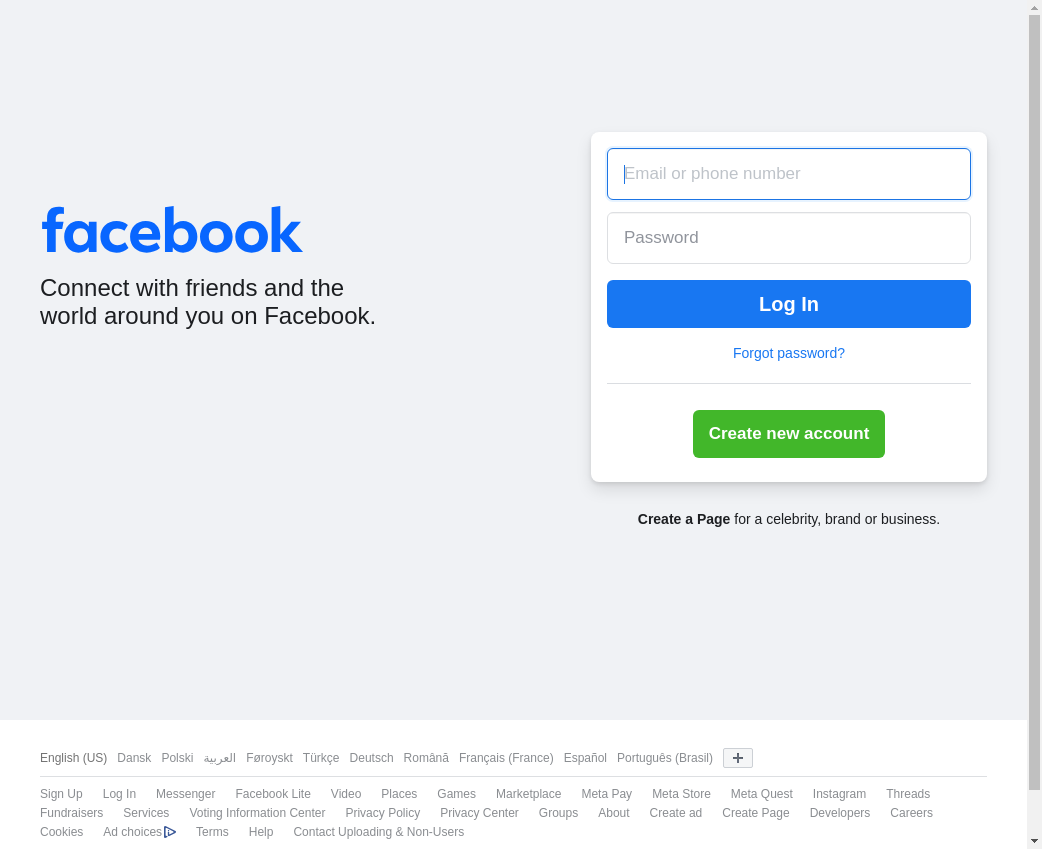 facebook
Connect with friends and the
world around you on Facebook.
Email or phone number
Password
Log In
Forgot password?
Create new account
Create a Page for a celebrity, brand or business.
English (US) Dansk Polski العربية Føroyskt Türkçe Deutsch Română Français (France) Español Português (Brasil)
Sign Up Log In Messenger Facebook Lite Video Places Games Marketplace Meta Pay Meta Store Meta Quest Instagram Threads
Fundraisers Services Voting Information Center Privacy Policy Privacy Center Groups About Create ad Create Page Developers Careers
Cookies Ad choices Terms Help Contact Uploading & Non-Users